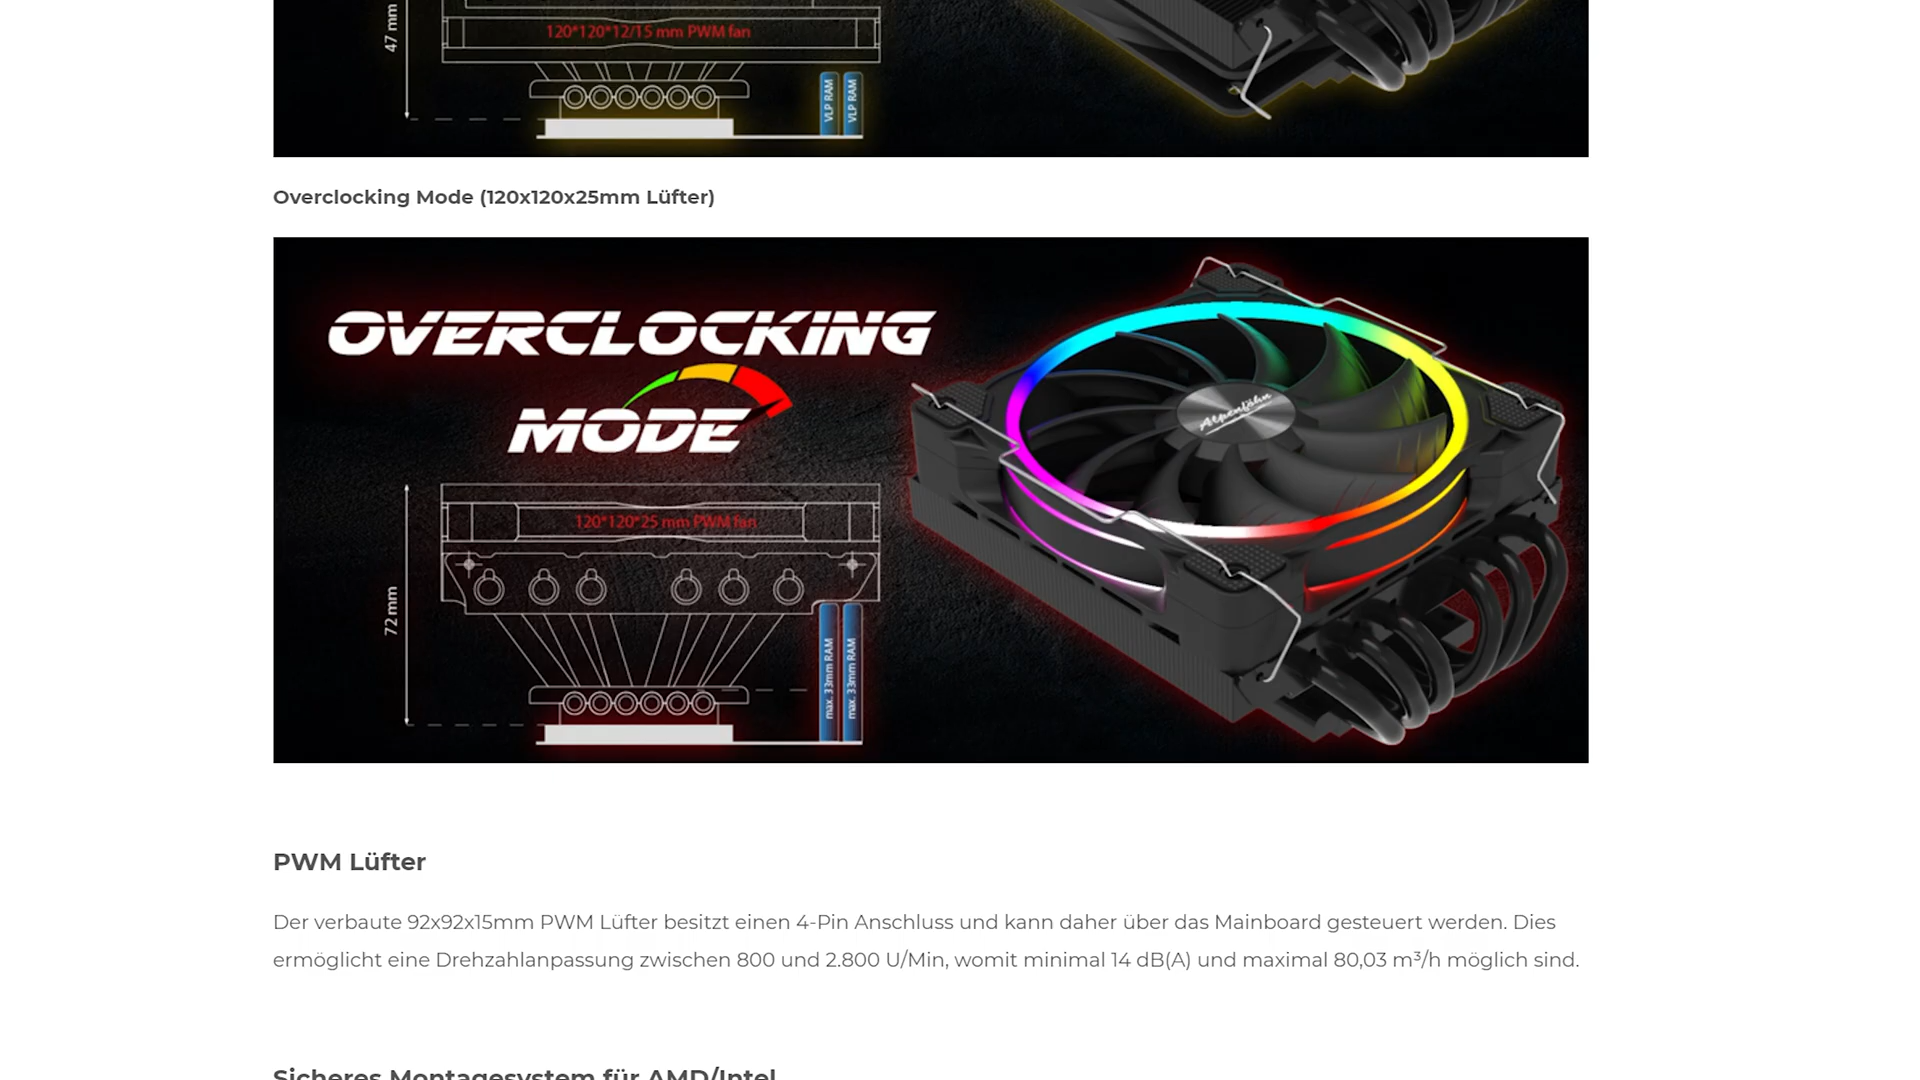 47 mm
120*120*12/15 mm PWM fan
VLP RAM
VLP RAM
Overclocking Mode (120x120x25mm Lüfter)
OVERCLOCKING
MODE
Alpenföhn
120*120*25 mm PWM fan
72 mm
max. 33mm RAM
max. 33mm RAM
PWM Lüfter
Der verbaute 92x92x15mm PWM Lüfter besitzt einen 4-Pin Anschluss und kann daher über das Mainboard gesteuert werden. Dies
ermöglicht eine Drehzahlanpassung zwischen 800 und 2.800 U/Min, womit minimal 14 dB(A) und maximal 80,03 m³/h möglich sind.
Sicheres Montagesystem für AMD/Intel